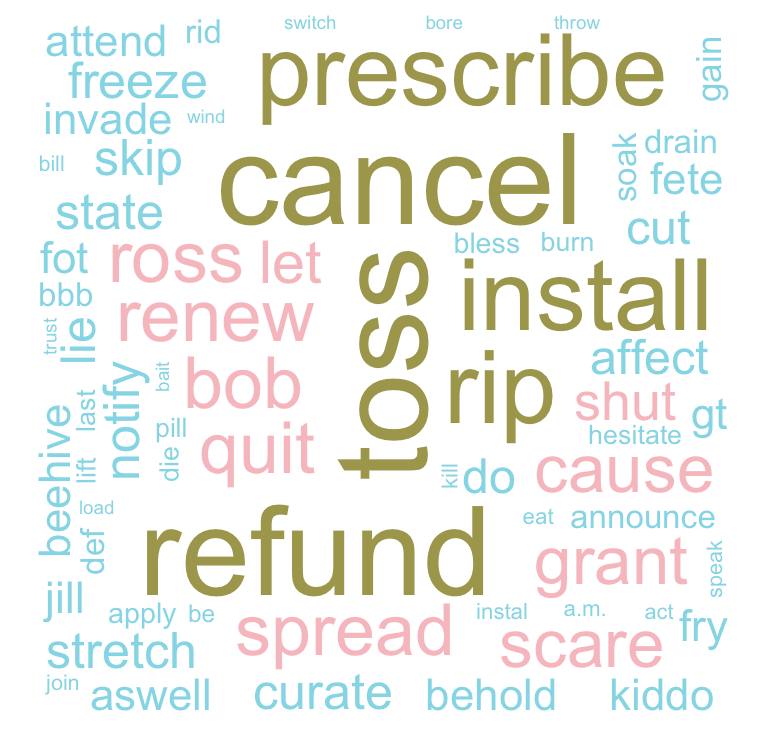 switch bore throw
attend rid prescribe gain
freeze
invade wind
bill skip cancel soak drain
fete
state cut
fot ross let toss bless burn
bbb install
trust lie renew
notify bait bob rip affect
last shut gt
beehive pill quit hesitate
lift die kill do cause
load refund eat announce
def grant speak
jill apply be spread instal a.m. act fry
stretch scare
join aswell curate behold kiddo